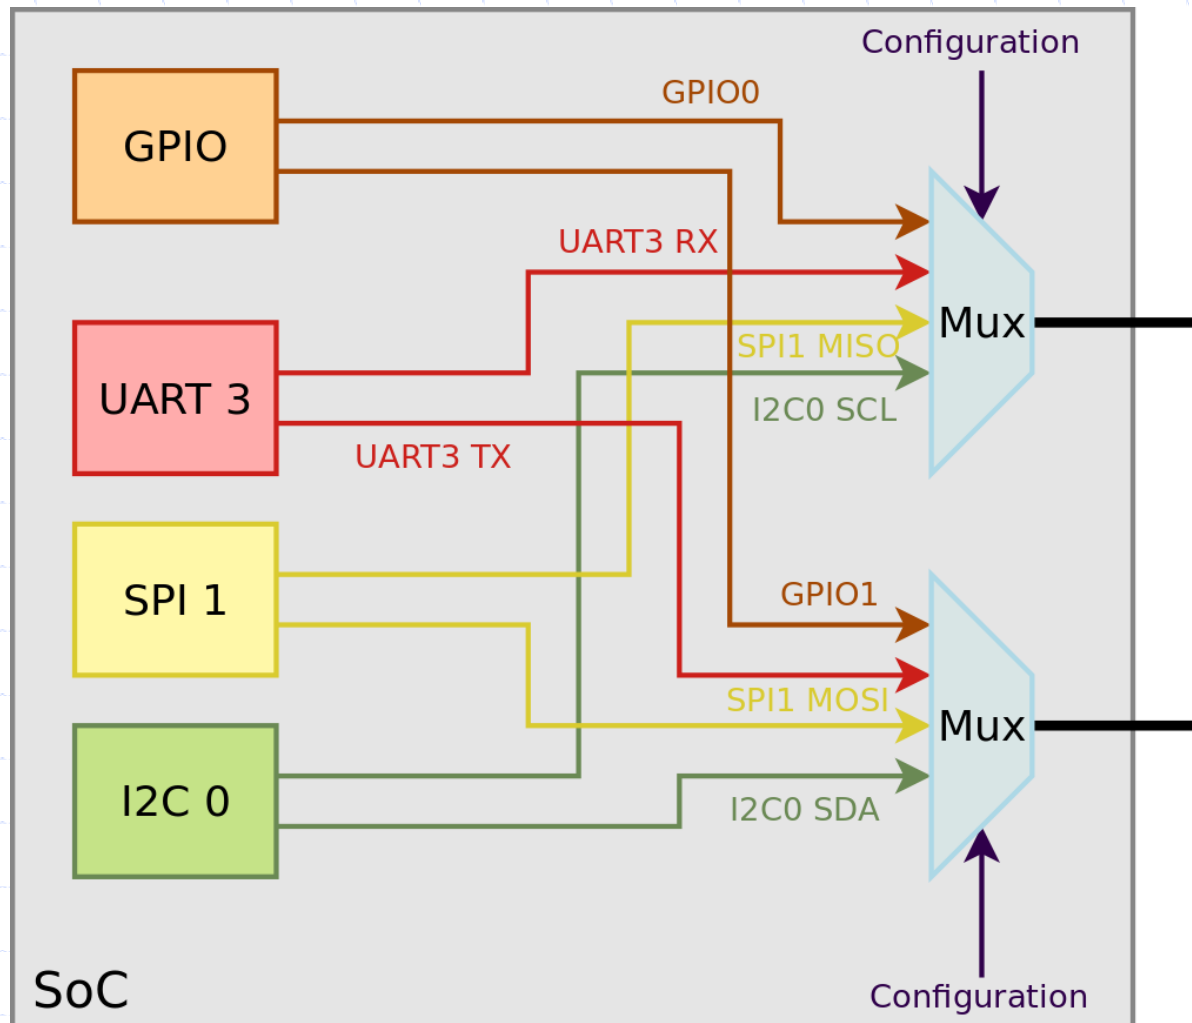 Configuration
GPIO0
GPIO
UART3 RX
Mux
SPI1 MISO
UART 3
I2C0 SCL
UART3 TX
GPIO1
SPI 1
SPI1 MOSI
Mux
I2C 0
I2C0 SDA
SoC
Configuration